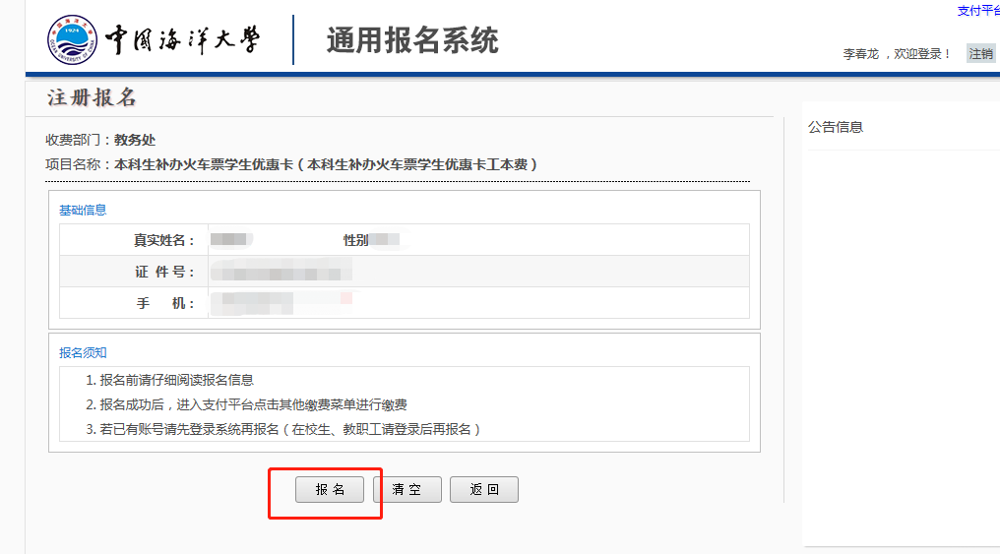 支付平台
1924
中国海洋大学
通用报名系统
李春龙 ，欢迎登录！ 注销
注册报名
公告信息
收费部门：教务处
项目名称：本科生补办火车票学生优惠卡（本科生补办火车票学生优惠卡工本费）
基础信息
真实姓名： 性别
证 件 号：
手 机：
报名须知
1. 报名前请仔细阅读报名信息
2. 报名成功后，进入支付平台点击其他缴费菜单进行缴费
3. 若已有账号请先登录系统再报名（在校生、教职工请登录后再报名）
报 名 清 空 返 回